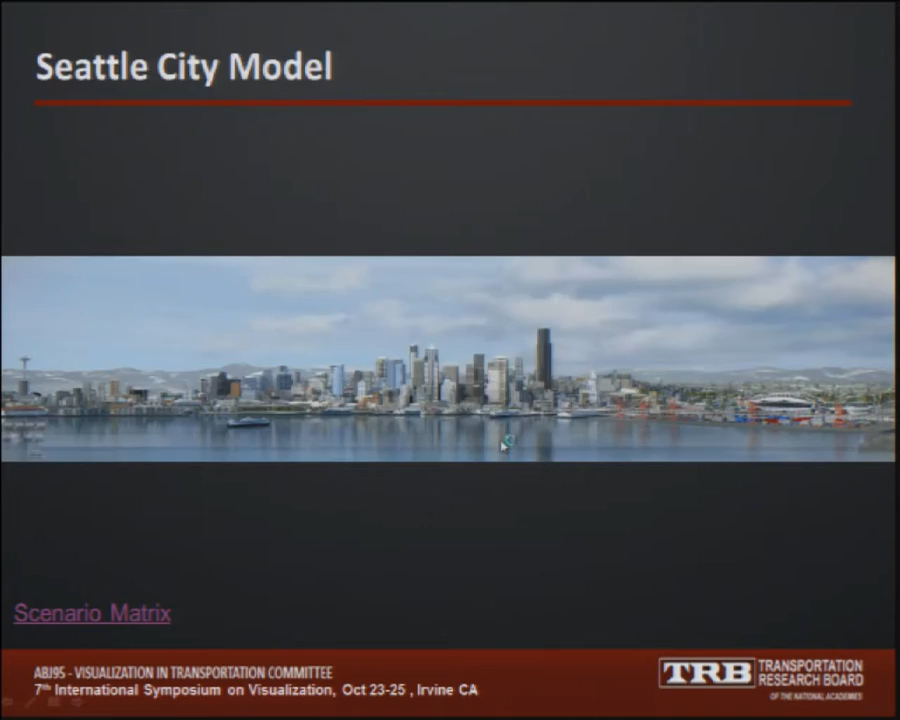 Seattle City Model
Scenario Matrix
ABJ95 - VISUALIZATION IN TRANSPORTATION COMMITTEE
7th International Symposium on Visualization, Oct 23-25 , Irvine CA
TRB TRANSPORTATION
RESEARCH BOARD
OF THE NATIONAL ACADEMIES